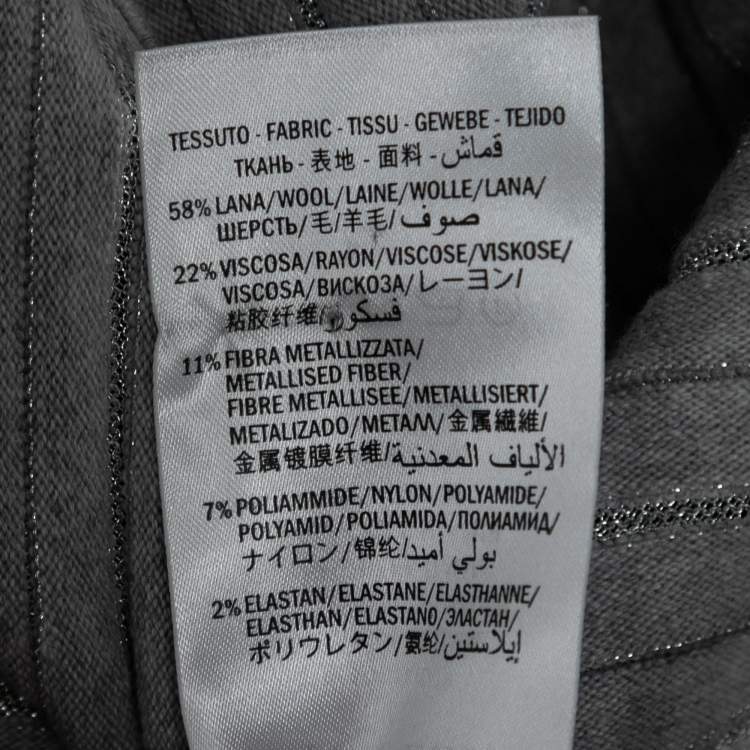 TESSUTO - FABRIC - TISSU - GEWEBE - TEJIDO
ТКАНЬ - 表地 - 面料 - قماش
58% LANA/WOOL/LAINE/WOLLE/LANA/
ШЕРСТЬ/毛/羊毛/صوف
22% VISCOSA/RAYON/VISCOSE/VISKOSE/
VISCOSA/ВИСКОЗА/レーヨン/
粘胶纤维/فسكوز
11% FIBRA METALLIZZATA/
METALLISED FIBER/
FIBRE METALLISEE/METALLISIERT/
METALIZADO/МЕТАЛЛ/金属繊維/
金属镀膜纤维/الألياف المعدنية
7% POLIAMMIDE/NYLON/POLYAMIDE/
POLYAMID/POLIAMIDA/ПОЛИАМИД/
ナイロン/锦纶/بولي أميد
2% ELASTAN/ELASTANE/ELASTHANNE/
ELASTHAN/ELASTANO/ЭЛАСТАН/
ポリウレタン/氨纶/إيلاستين